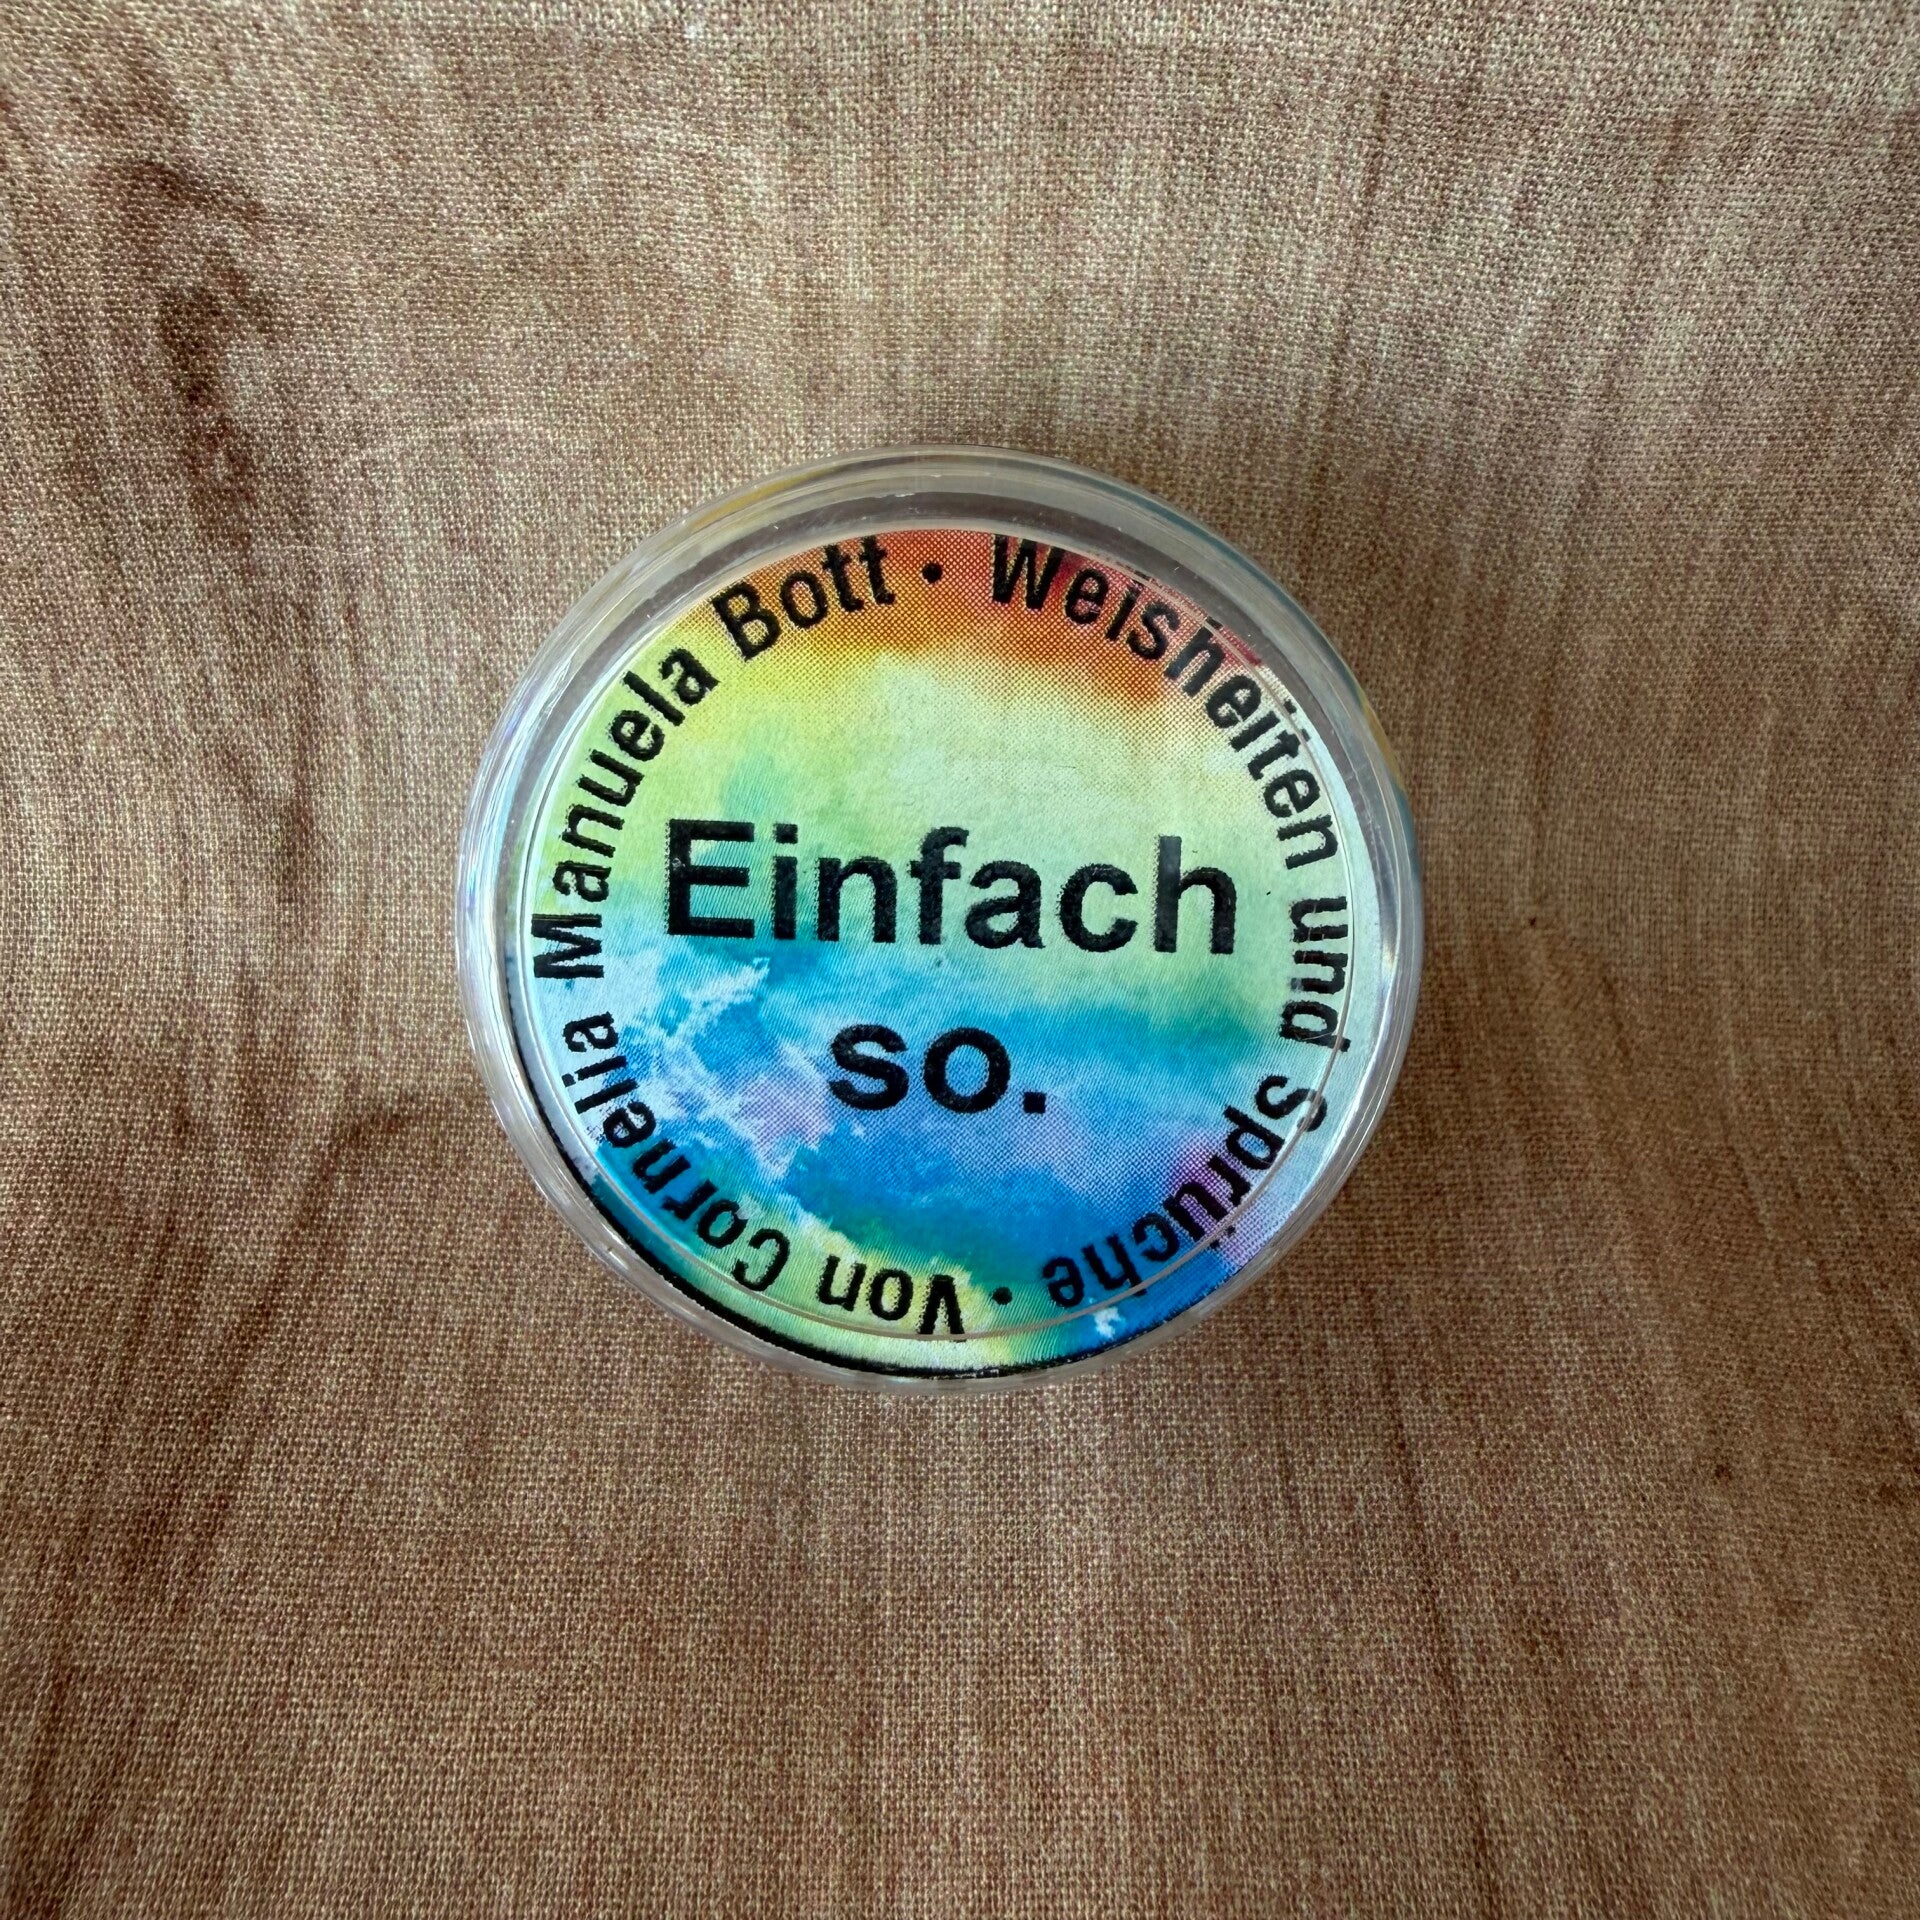 Einfach
so.
Weisheiten und Sprüche • Von Cornelia Manuela Bott •